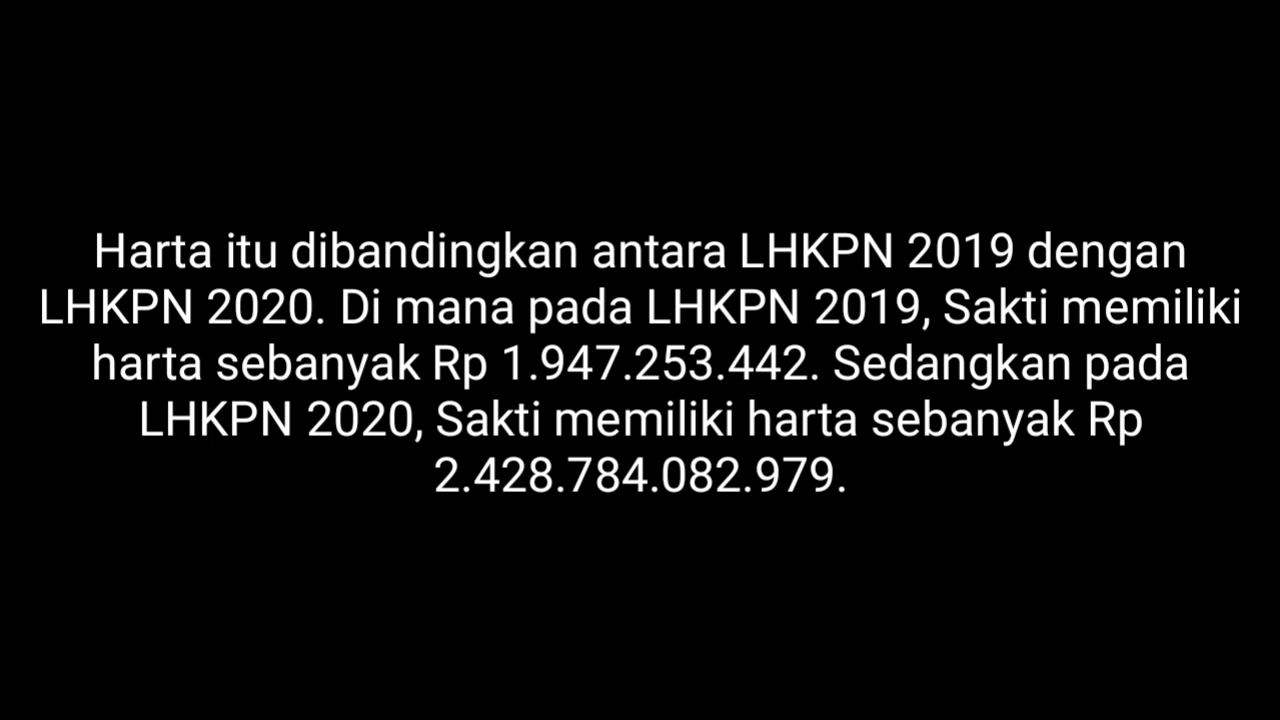 Harta itu dibandingkan antara LHKPN 2019 dengan
LHKPN 2020. Di mana pada LHKPN 2019, Sakti memiliki
harta sebanyak Rp 1.947.253.442. Sedangkan pada
LHKPN 2020, Sakti memiliki harta sebanyak Rp
2.428.784.082.979.